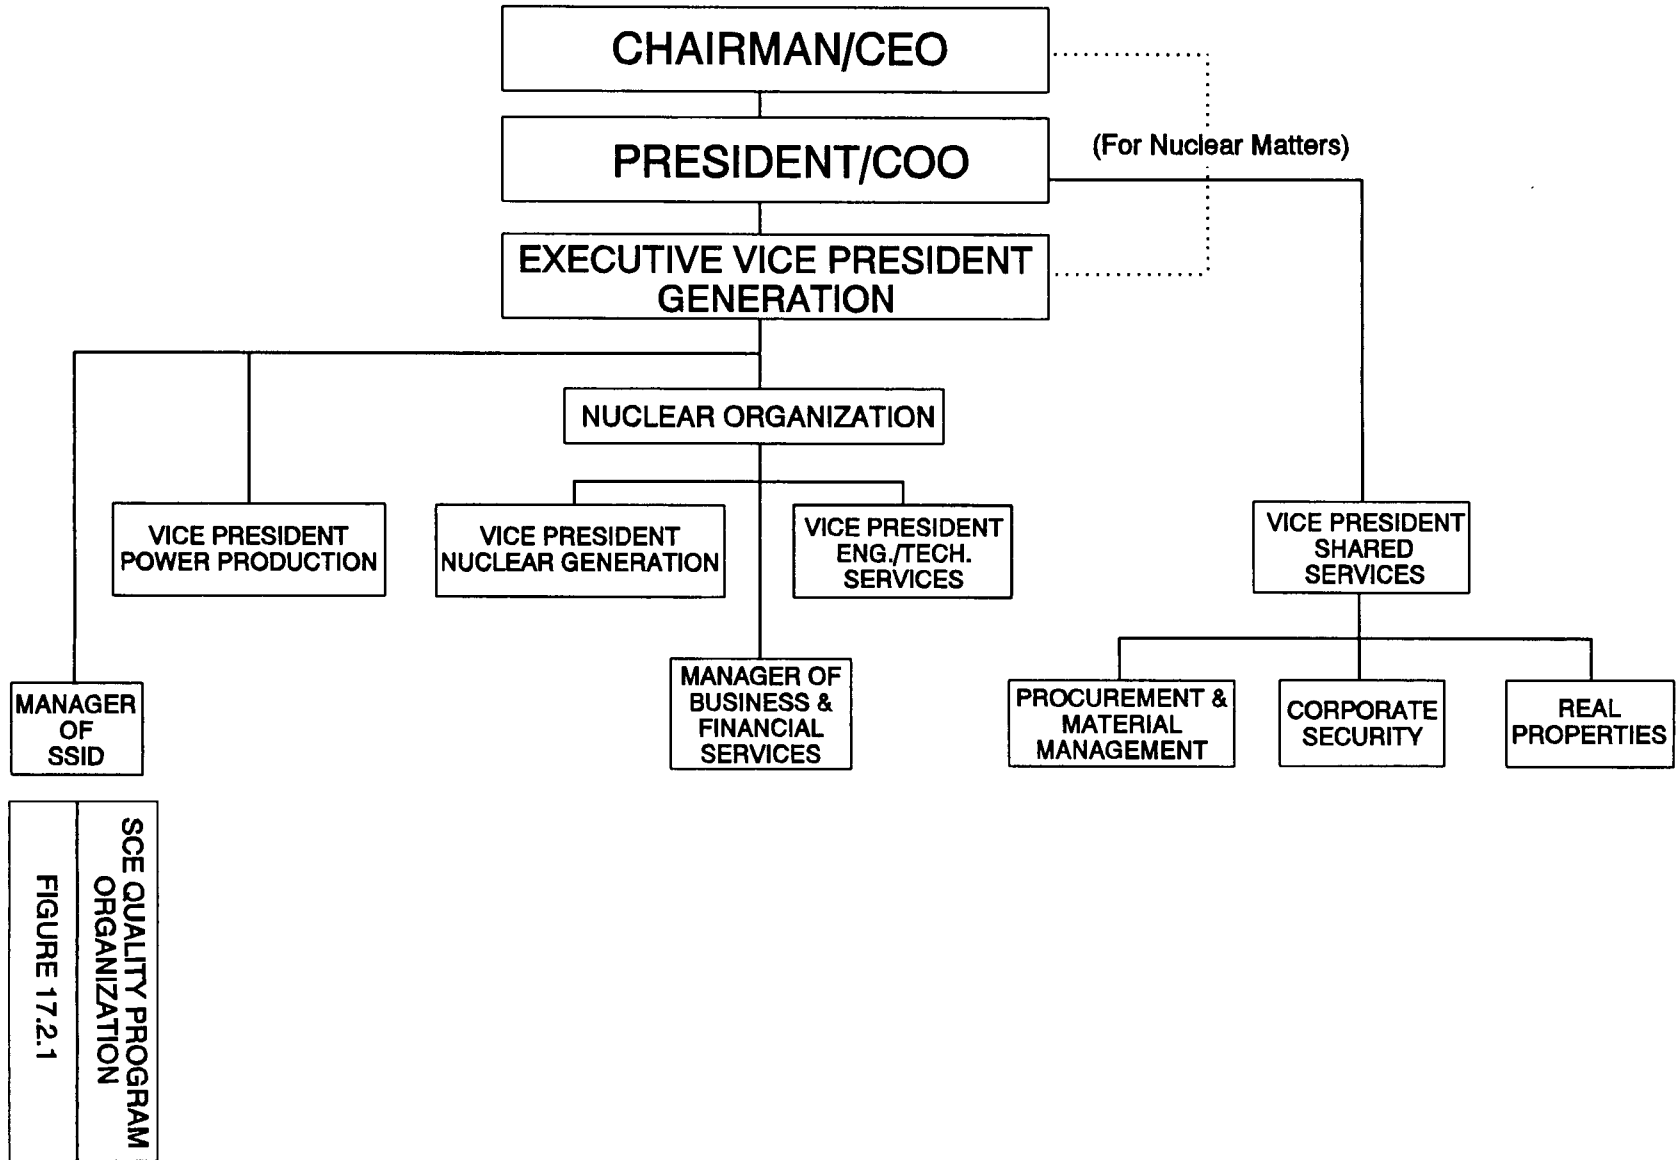 CHAIRMAN/CEO
PRESIDENT/COO
(For Nuclear Matters)
EXECUTIVE VICE PRESIDENT
GENERATION
NUCLEAR ORGANIZATION
VICE PRESIDENT
POWER PRODUCTION
VICE PRESIDENT
NUCLEAR GENERATION
VICE PRESIDENT
ENG./TECH.
SERVICES
VICE PRESIDENT
SHARED
SERVICES
MANAGER
OF
SSID
MANAGER OF
BUSINESS &
FINANCIAL
SERVICES
PROCUREMENT &
MATERIAL
MANAGEMENT
CORPORATE
SECURITY
REAL
PROPERTIES
SCE QUALITY PROGRAM
ORGANIZATION
FIGURE 17.2.1